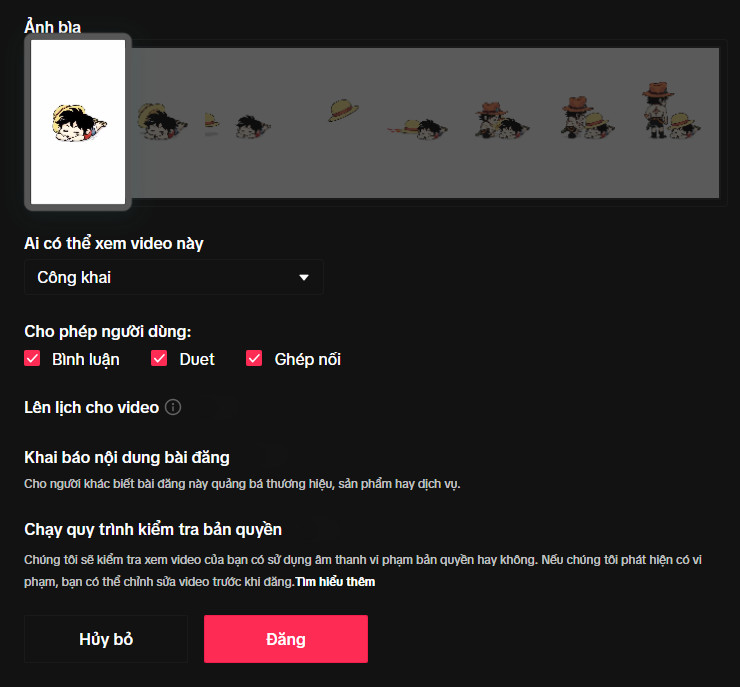 Ảnh bìa
Ai có thể xem video này
Công khai
Cho phép người dùng:
Bình luận Duet Ghép nối
Lên lịch cho video
Khai báo nội dung bài đăng
Cho người khác biết bài đăng này quảng bá thương hiệu, sản phẩm hay dịch vụ.
Chạy quy trình kiểm tra bản quyền
Chúng tôi sẽ kiểm tra xem video của bạn có sử dụng âm thanh vi phạm bản quyền hay không. Nếu chúng tôi phát hiện có vi
phạm, bạn có thể chỉnh sửa video trước khi đăng.Tìm hiểu thêm
Hủy bỏ Đăng